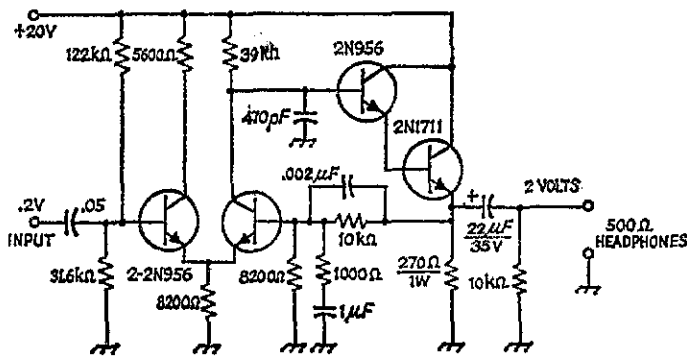 +20V
122kΩ
5600Ω
39kΩ
2N956
470pF
2N1711
.002µF
.2V
INPUT
.05
2 VOLTS
+
22µF
35V
500Ω
HEADPHONES
10kΩ
31.6kΩ
2-2N956
8200Ω
8200Ω
1000Ω
1µF
270Ω
1W
10kΩ